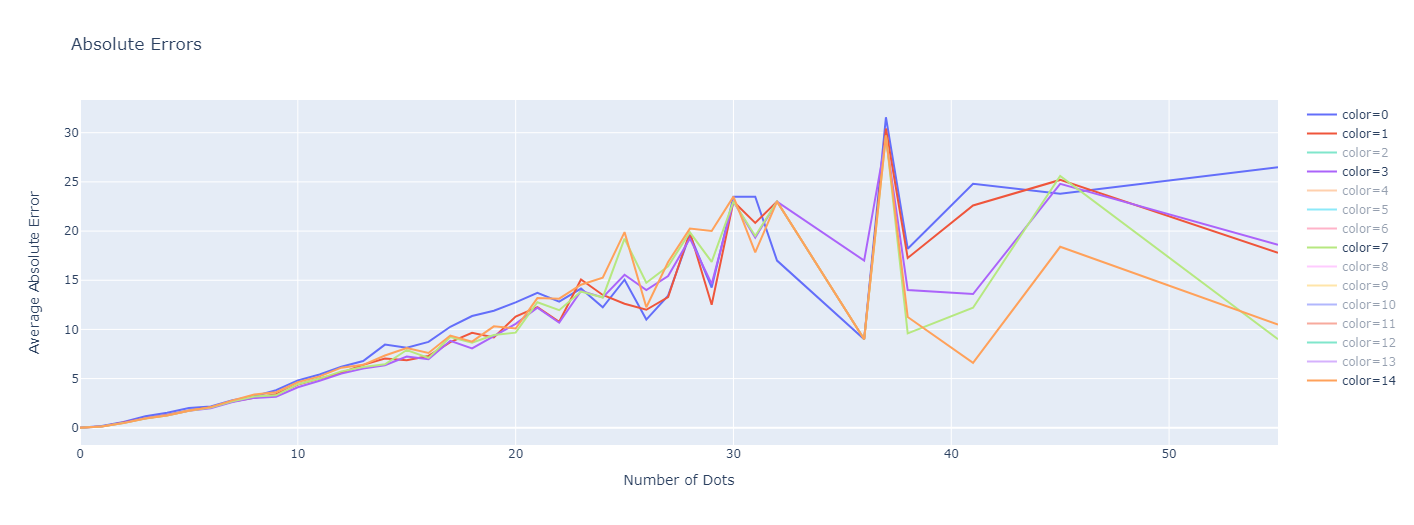 Absolute Errors
Average Absolute Error
30
25
20
15
10
5
0
0
10
20
30
40
50
Number of Dots
color=0
color=1
color=2
color=3
color=4
color=5
color=6
color=7
color=8
color=9
color=10
color=11
color=12
color=13
color=14